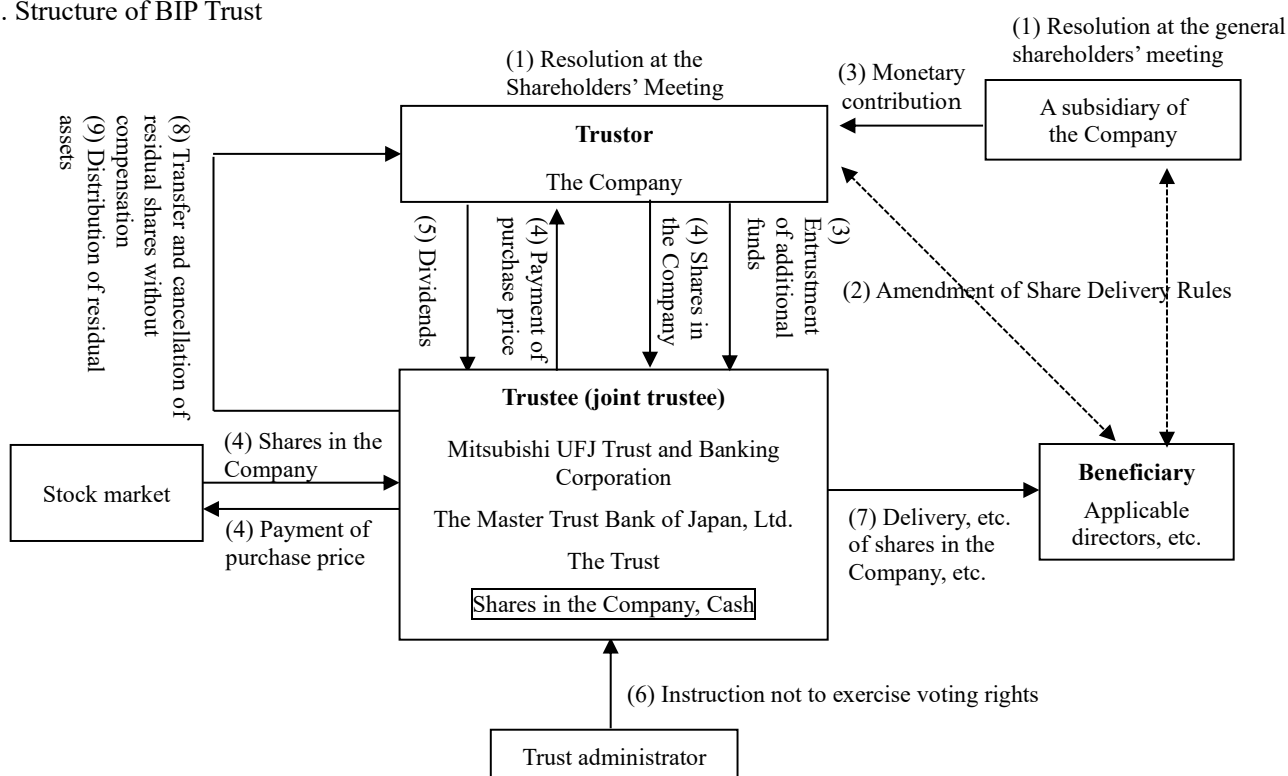 . Structure of BIP Trust
(1) Resolution at the general
shareholders’ meeting
(1) Resolution at the
Shareholders’ Meeting
(3) Monetary
contribution
A subsidiary of
the Company
Trustor
The Company
(8) Transfer and cancellation of
residual shares without
compensation
(9) Distribution of residual
assets
(5) Dividends
(4) Payment of
purchase price
(4) Shares in
the Company
(3)
Entrustment
of additional
funds
(2) Amendment of Share Delivery Rules
Trustee (joint trustee)
Mitsubishi UFJ Trust and Banking
Corporation
The Master Trust Bank of Japan, Ltd.
The Trust
Shares in the Company, Cash
Stock market
(4) Shares in the
Company
(4) Payment of
purchase price
Beneficiary
Applicable
directors, etc.
(7) Delivery, etc.
of shares in the
Company, etc.
(6) Instruction not to exercise voting rights
Trust administrator